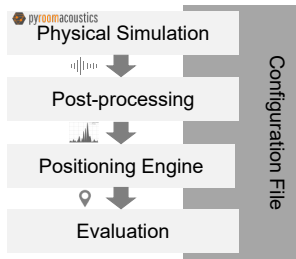 pyroomacoustics
Physical Simulation
Post-processing
Positioning Engine
Evaluation
Configuration File